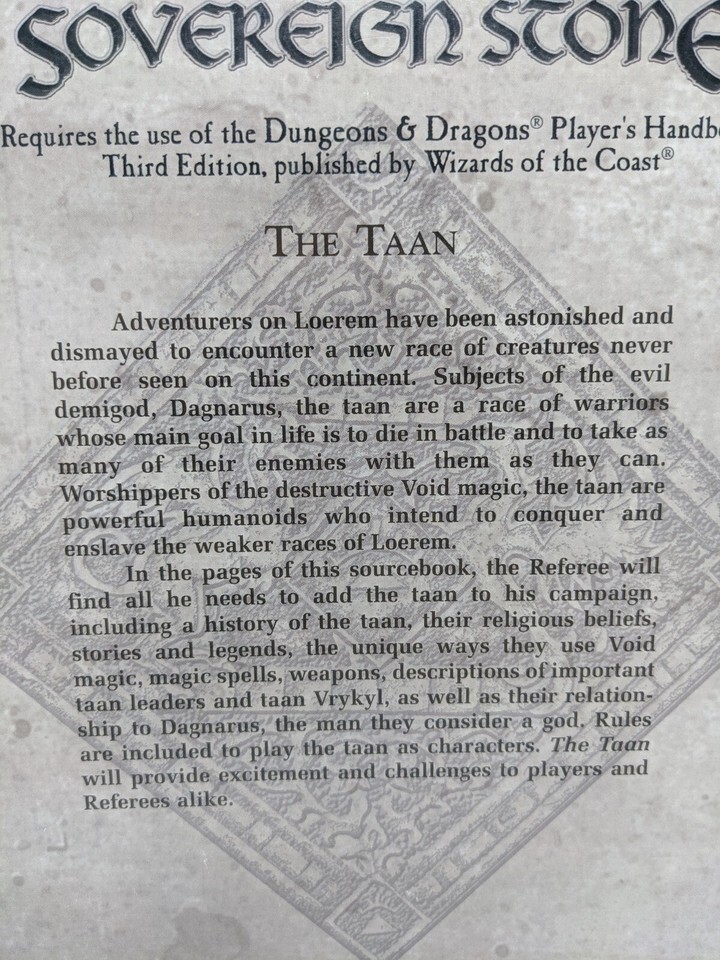 SOVEREIGN STONE
Requires the use of the Dungeons & Dragons® Player's
Third Edition, published by Wizards of the Coast®
THE TAAN
Adventurers on Loerem have been astonished and
dismayed to encounter a new race of creatures never
before seen on this continent. Subjects of the evil
demigod, Dagnarus, the taan are a race of warriors
whose main goal in life is to die in battle and to take as
many of their enemies with them as they can.
Worshippers of the destructive Void magic, the taan are
powerful humanoids who intend to conquer and
enslave the weaker races of Loerem.
In the pages of this sourcebook, the Referee will
find all he needs to add the taan to his campaign,
including a history of the taan, their religious beliefs,
stories and legends, the unique ways they use Void
magic, magic spells, weapons, descriptions of important
taan leaders and taan Vrykyl, as well as their relation-
ship to Dagnarus, the man they consider a god. Rules
are included to play the taan as characters. The Taan
will provide excitement and challenges to players and
Referees alike.